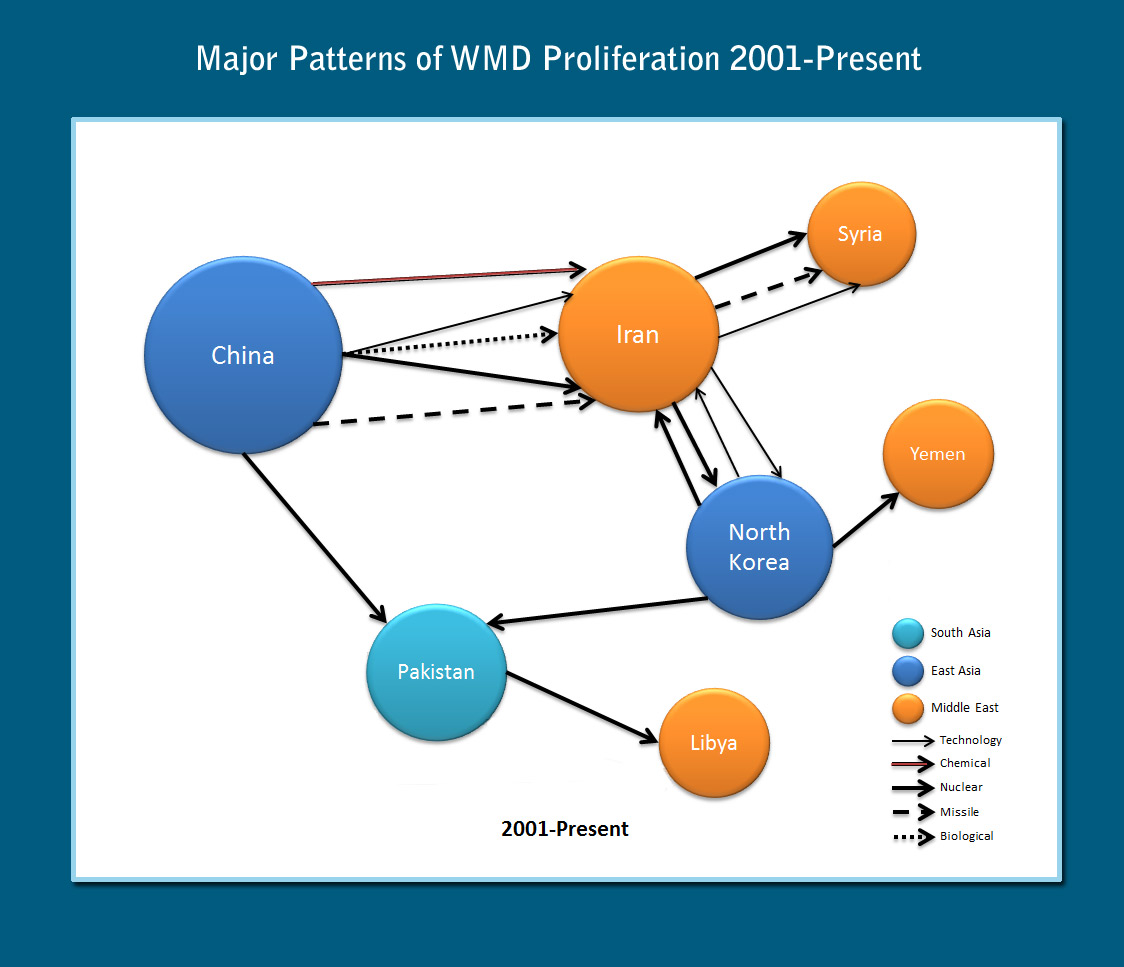 Major Patterns of WMD Proliferation 2001-Present
Syria
Iran
China
Yemen
North
Korea
Pakistan
Libya
South Asia
East Asia
Middle East
Technology
Chemical
Nuclear
Missile
Biological
2001-Present